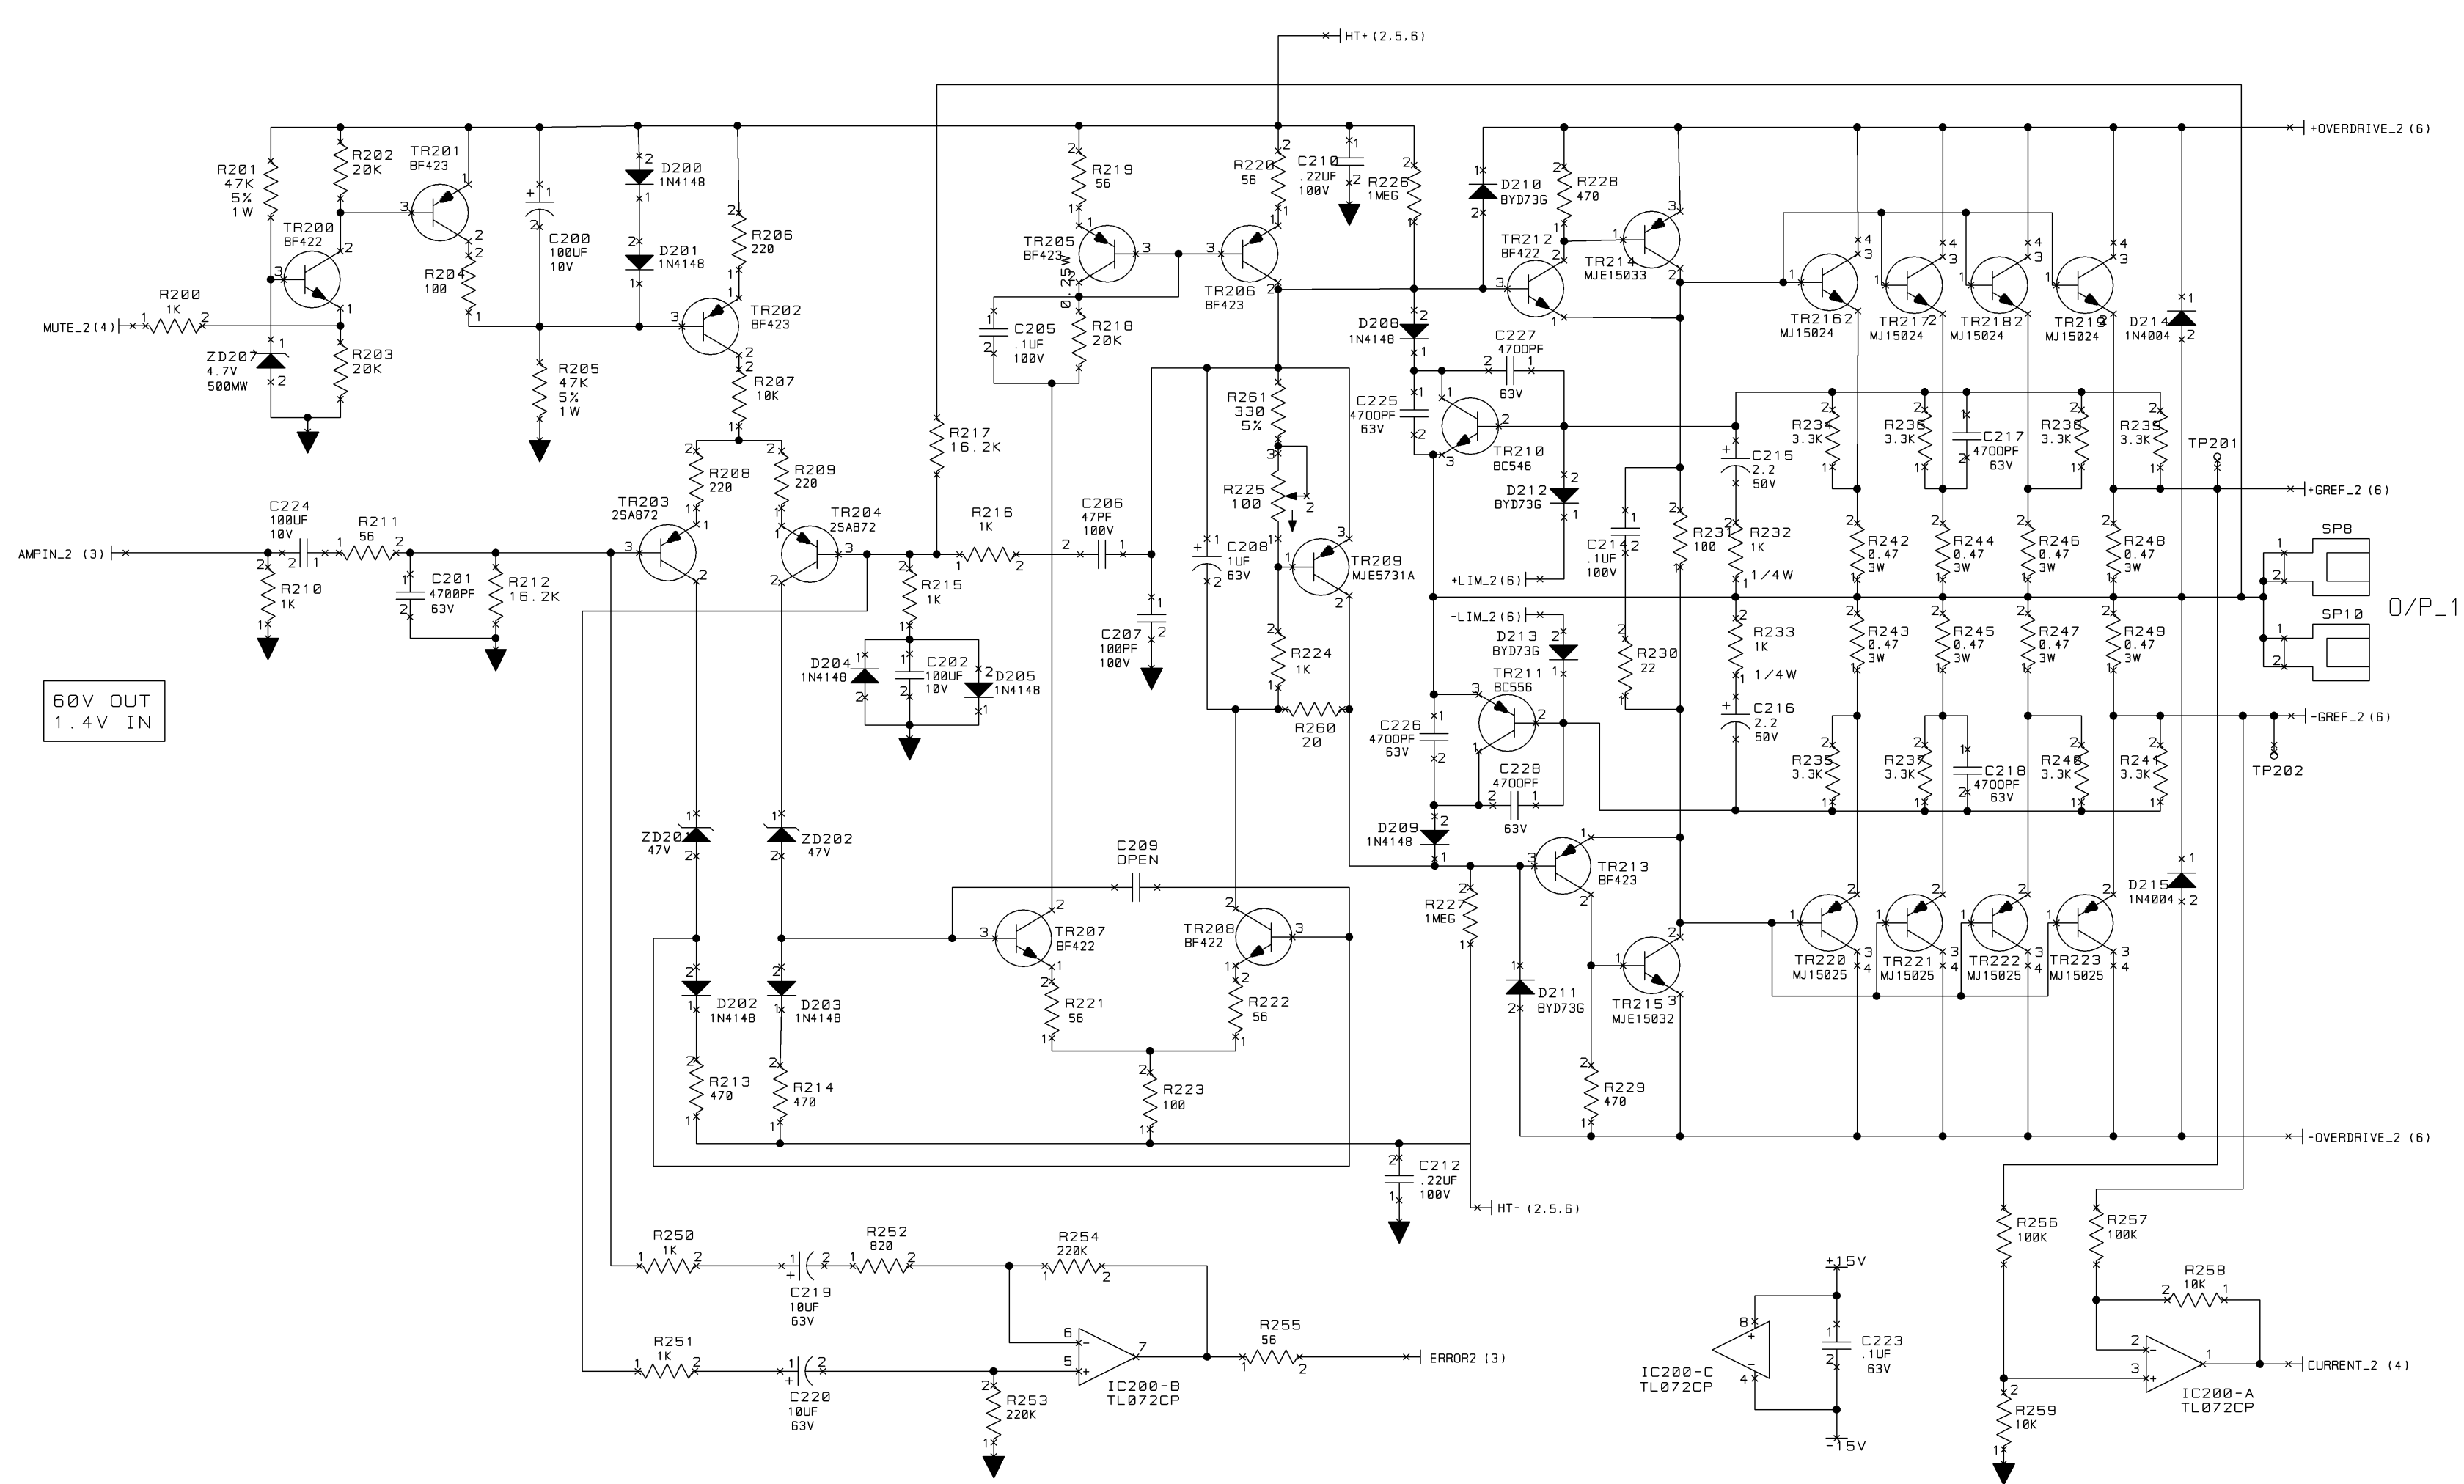 HT+ (2,5,6)
+OVERDRIVE_2 (6)
R201
47K
5%
1W
R202
20K
TR201
BF423
TR200
BF422
R204
100
C200
100UF
10V
D200
1N4148
D201
1N4148
R206
220
TR202
BF423
R200
1K
MUTE_2 (4)
ZD207
4.7V
500MW
R203
20K
R205
47K
5%
1W
R207
10K
R208
220
R209
220
R219
56
R220
56
C210
.22UF
100V
R226
1MEG
TR205
BF423
0.25W
TR206
BF423
C205
.1UF
100V
R218
20K
D210
BYD73G
R228
470
TR212
BF422
TR214
MJE15033
D208
1N4148
C227
4700PF
63V
TR2162
MJ15024
TR217
MJ15024
TR2182
MJ15024
TR219
MJ15024
D214
1N4004
R217
16.2K
R261
330
5%
R225
100
C225
4700PF
63V
TR210
BC546
D212
BYD73G
+LIM_2(6)
C214
.1UF
100V
R231
100
C215
2.2
50V
R232
1K
1/4W
R234
3.3K
R236
3.3K
C217
4700PF
63V
R238
3.3K
R239
3.3K
TP201
+GREF_2 (6)
AMPIN_2 (3)
C224
100UF
10V
R211
56
R210
1K
C201
4700PF
63V
R212
16.2K
TR203
2SA872
TR204
2SA872
R215
1K
R216
1K
C206
47PF
100V
C207
100PF
100V
C208
1UF
63V
TR209
MJE5731A
R224
1K
R260
20
D204
1N4148
C202
100UF
10V
D205
1N4148
R242
0.47
3W
R244
0.47
3W
R246
0.47
3W
R248
0.47
3W
SP8
SP10
O/P_1
-LIM_2(6)
D213
BYD73G
TR211
BC556
R230
22
R233
1K
1/4W
C216
2.2
50V
R243
0.47
3W
R245
0.47
3W
R247
0.47
3W
R249
0.47
3W
-GREF_2 (6)
TP202
60V OUT
1.4V IN
C226
4700PF
63V
C228
4700PF
63V
D209
1N4148
R235
3.3K
R237
3.3K
C218
4700PF
63V
R240
3.3K
R241
3.3K
ZD201
47V
ZD202
47V
C209
OPEN
TR213
BF423
R227
1MEG
D215
1N4004
TR207
BF422
TR208
BF422
D202
1N4148
D203
1N4148
R221
56
R222
56
D211
BYD73G
TR215
MJE15032
TR220
MJ15025
TR221
MJ15025
TR222
MJ15025
TR223
MJ15025
R213
470
R214
470
R223
100
R229
470
-OVERDRIVE_2 (6)
C212
.22UF
100V
HT- (2,5,6)
R250
1K
C219
10UF
63V
R252
820
R254
220K
R251
1K
C220
10UF
63V
R253
220K
IC200-B
TL072CP
R255
56
ERROR2 (3)
+15V
IC200-C
TL072CP
C223
.1UF
63V
-15V
R256
100K
R257
100K
R258
10K
R259
10K
IC200-A
TL072CP
CURRENT_2 (4)